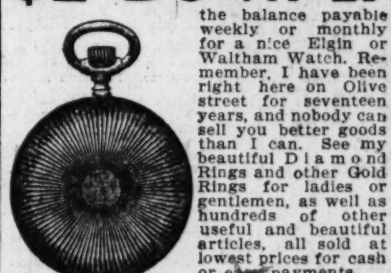 the balance payable
weekly or monthly
for a nice Elgin or
Waltham Watch. Re-
member, I have been
right here on Olive
street for seventeen
years, and nobody can
sell you better goods
than I can. See my
beautiful Diamond
Rings and other Gold
Rings for ladies or
gentlemen, as well as
hundreds of other
useful and beautiful
articles, all sold at
lowest prices for cash
or easy payments